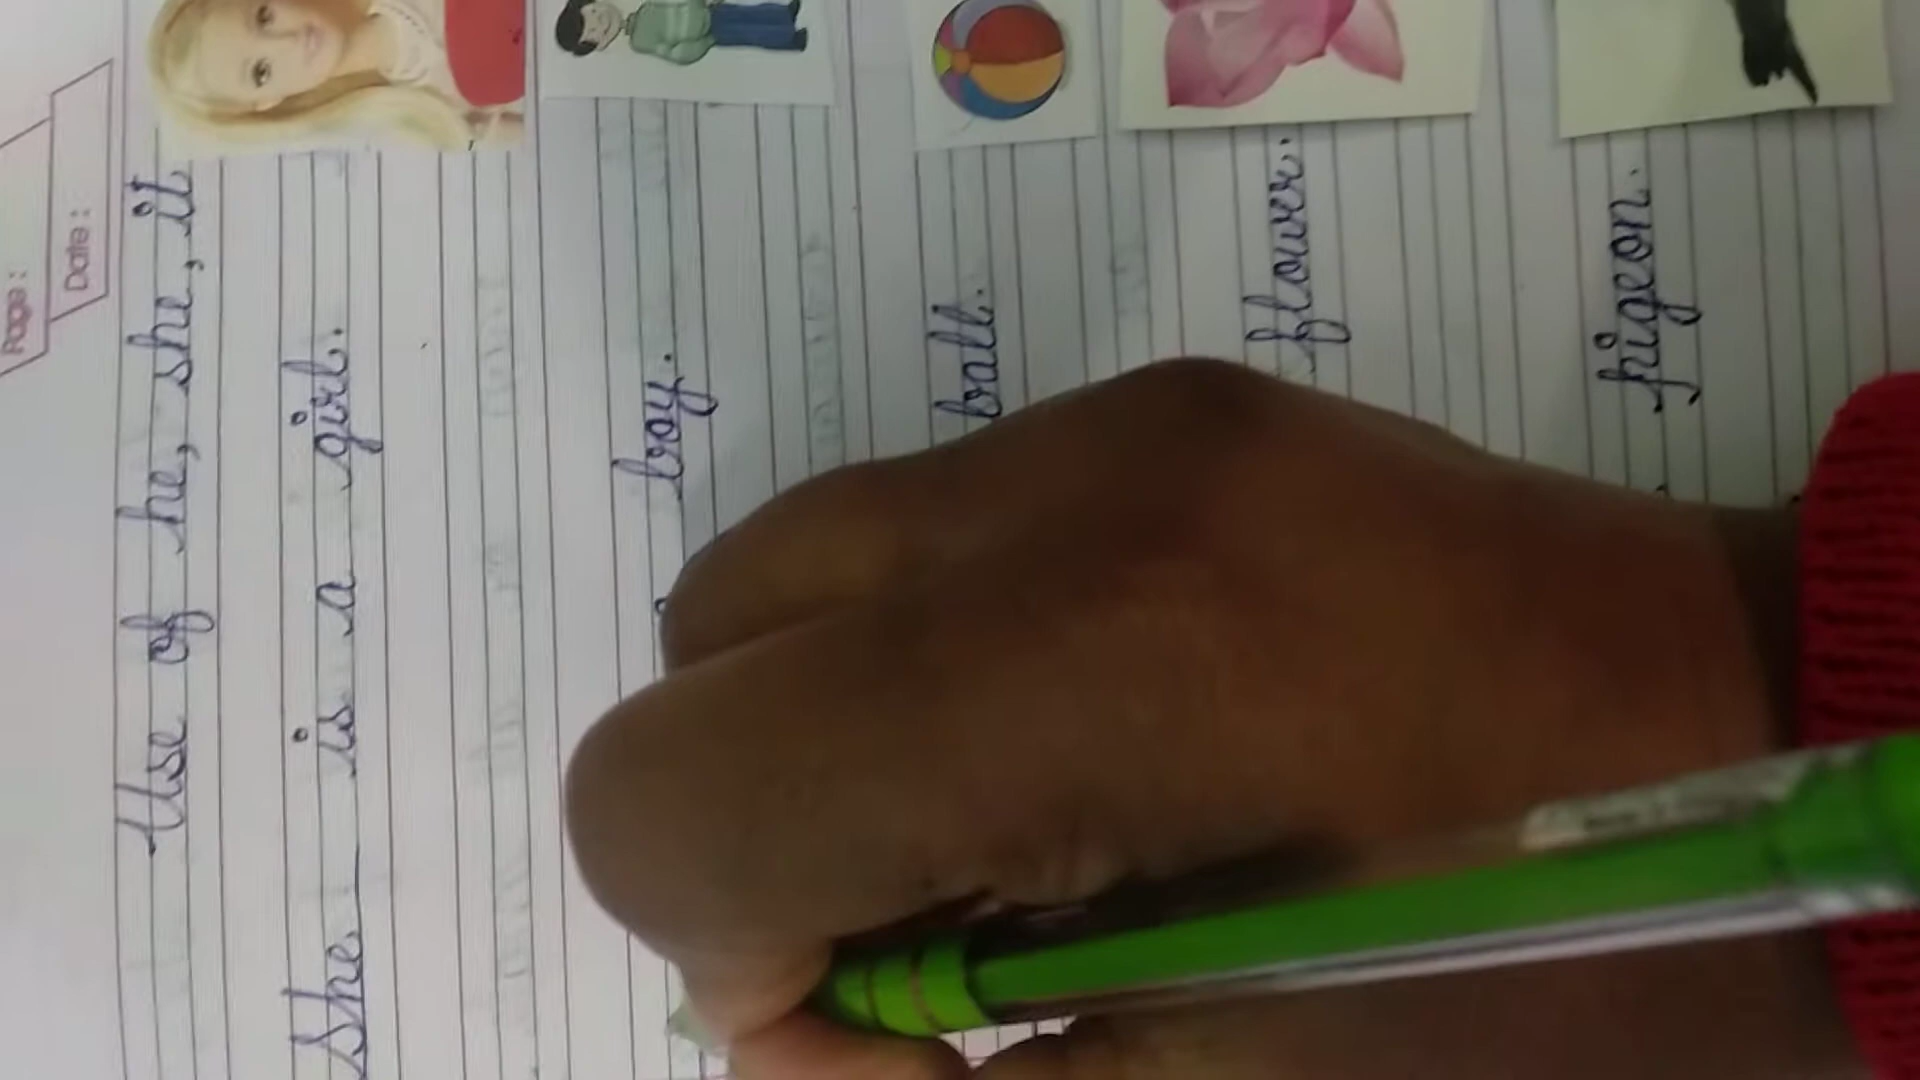 Page :
Date :
Use of he, she, it
She is a girl.
boy.
ball.
flower.
pigeon.